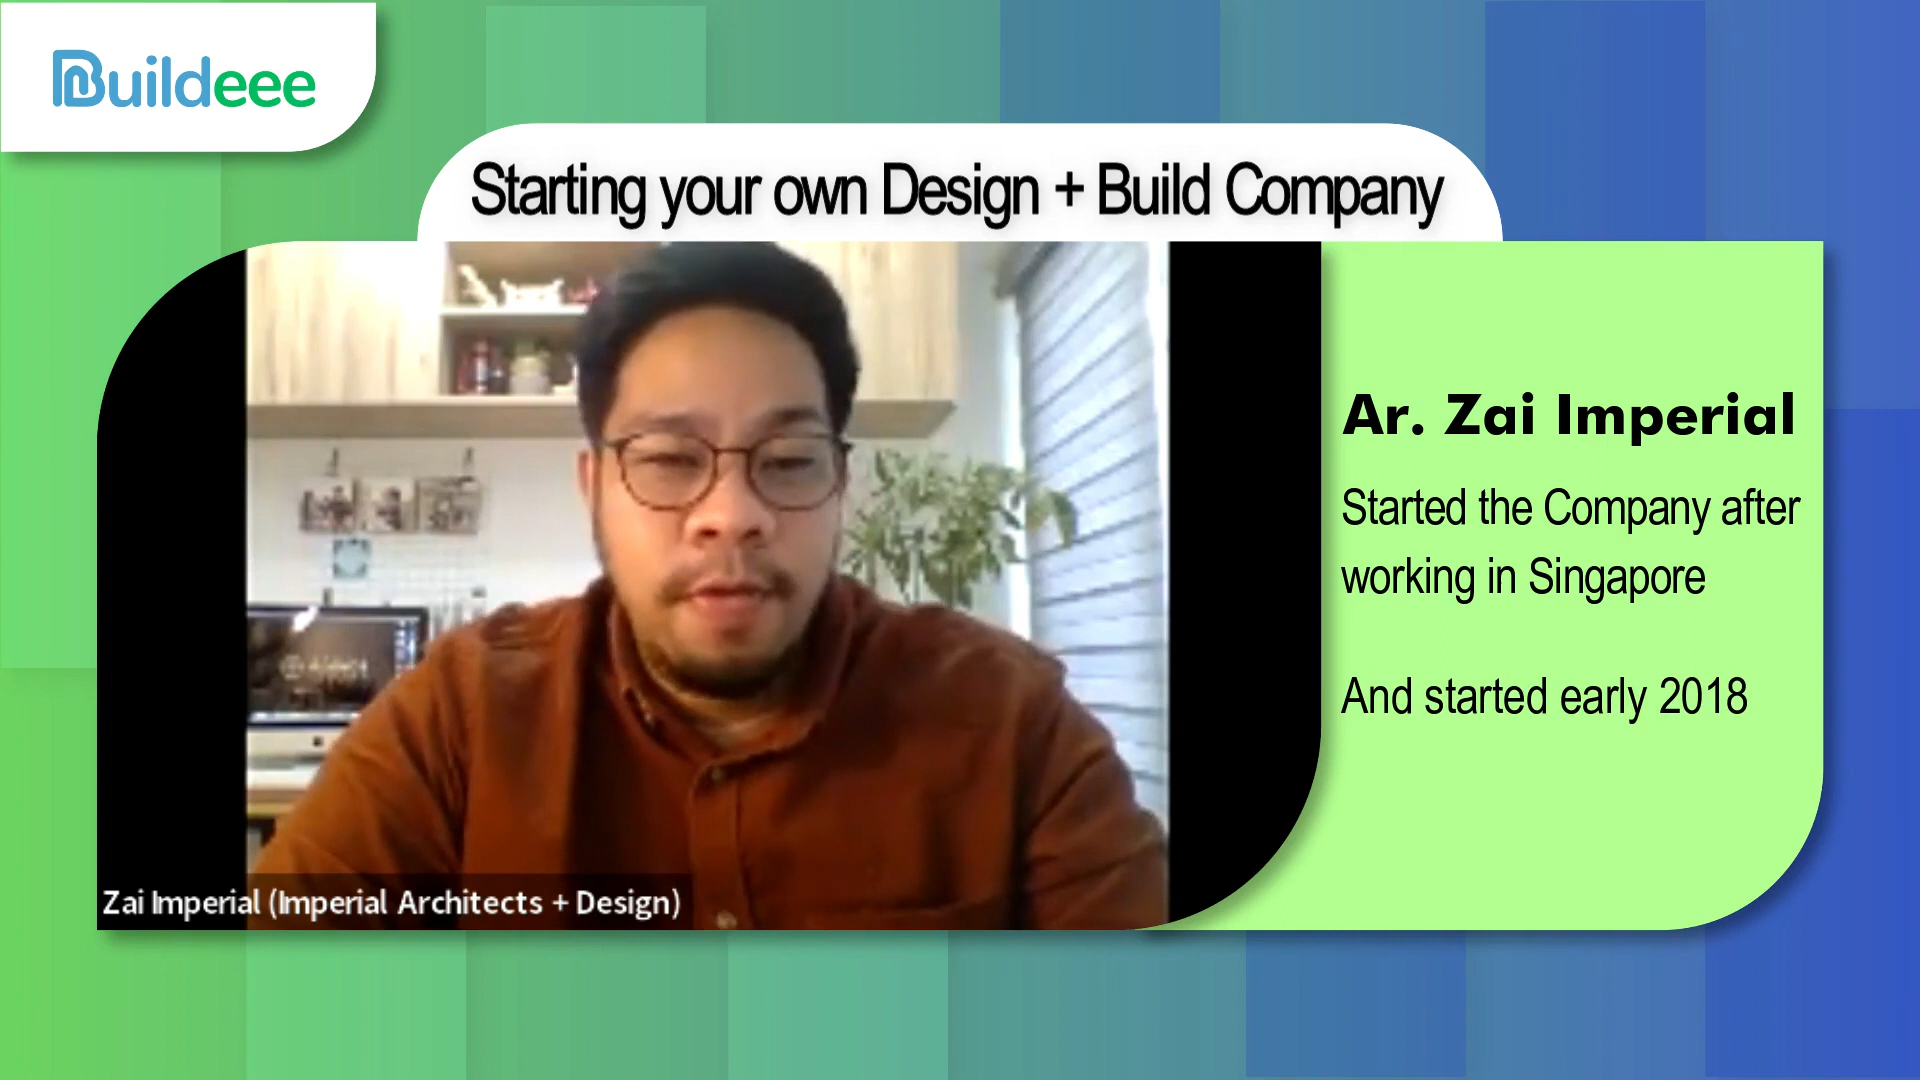 Buildeee
Starting your own Design + Build Company
Ar. Zai Imperial
Started the Company after
working in Singapore
And started early 2018
Zai Imperial (Imperial Architects + Design)